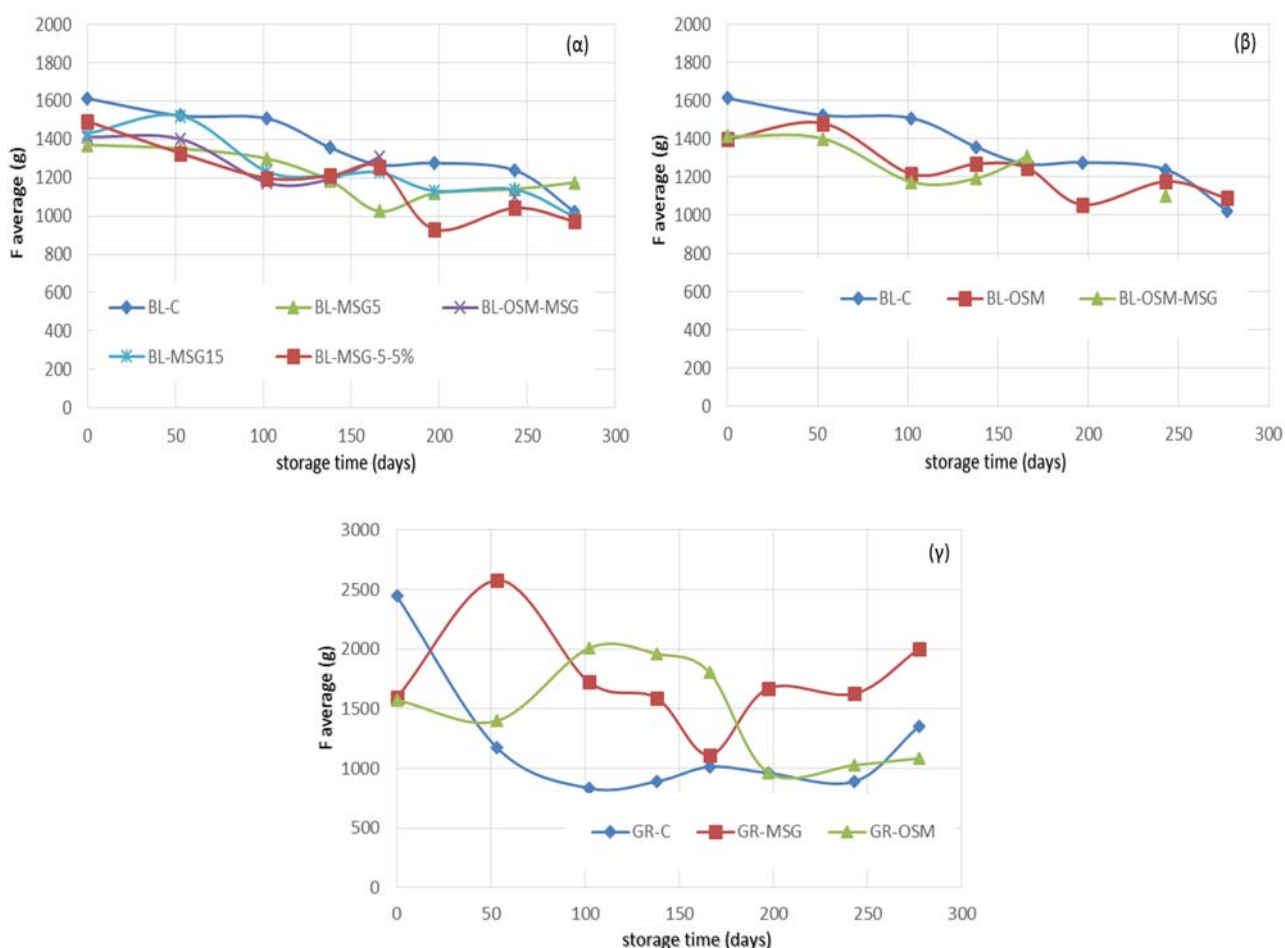 (α)
F average (g)
2000
1800
1600
1400
1200
1000
800
600
400
200
0
BL-C BL-MSG5 BL-OSM-MSG
BL-MSG15 BL-MSG-5-5%
0 50 100 150 200 250 300
storage time (days)
(β)
F average (g)
2000
1800
1600
1400
1200
1000
800
600
400
200
0
BL-C BL-OSM BL-OSM-MSG
0 50 100 150 200 250 300
storage time (days)
(γ)
F average (g)
3000
2500
2000
1500
1000
500
0
GR-C GR-MSG GR-OSM
0 50 100 150 200 250 300
storage time (days)